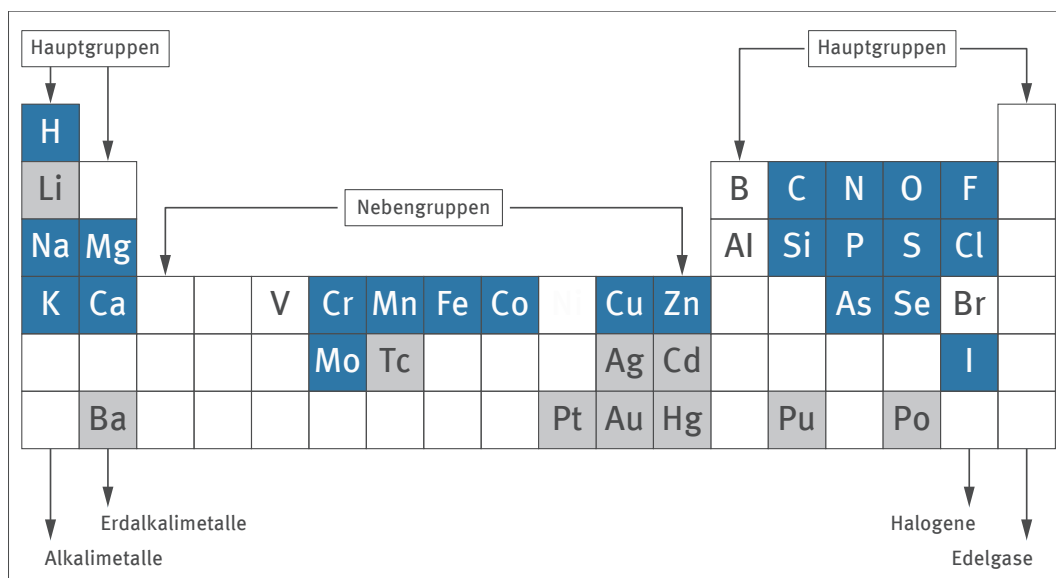 Hauptgruppen Hauptgruppen
H
Li B C N O F
Nebengruppen
Na Mg Al Si P S Cl
K Ca V Cr Mn Fe Co Ni Cu Zn As Se Br
Mo Tc Ag Cd I
Ba Pt Au Hg Pu Po
Erdalkalimetalle Halogene
Alkalimetalle Edelgase